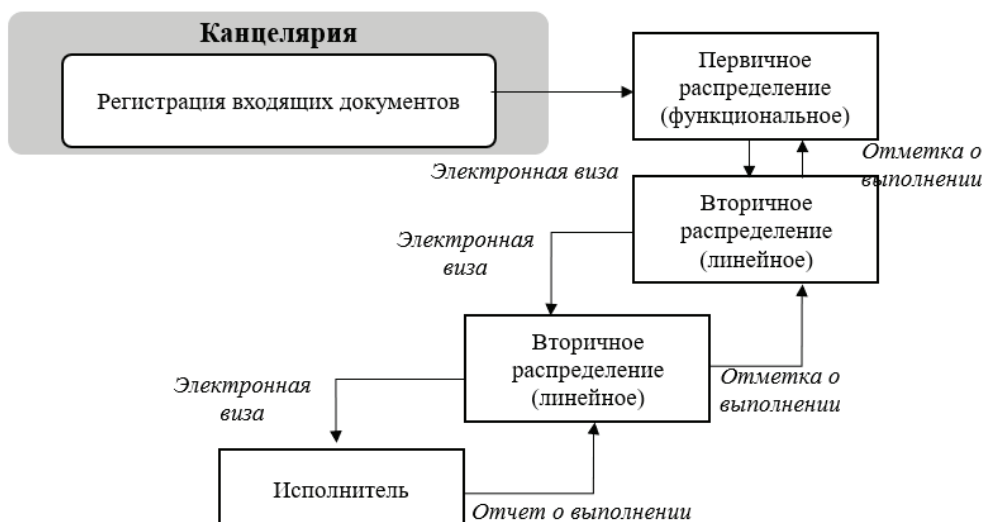 Канцелярия
Регистрация входящих документов
Первичное
распределение
(функциональное)
Электронная виза
Отметка о
выполнении
Вторичное
распределение
(линейное)
Электронная
виза
Вторичное
распределение
(линейное)
Отметка о
выполнении
Электронная
виза
Исполнитель
Отчет о выполнении